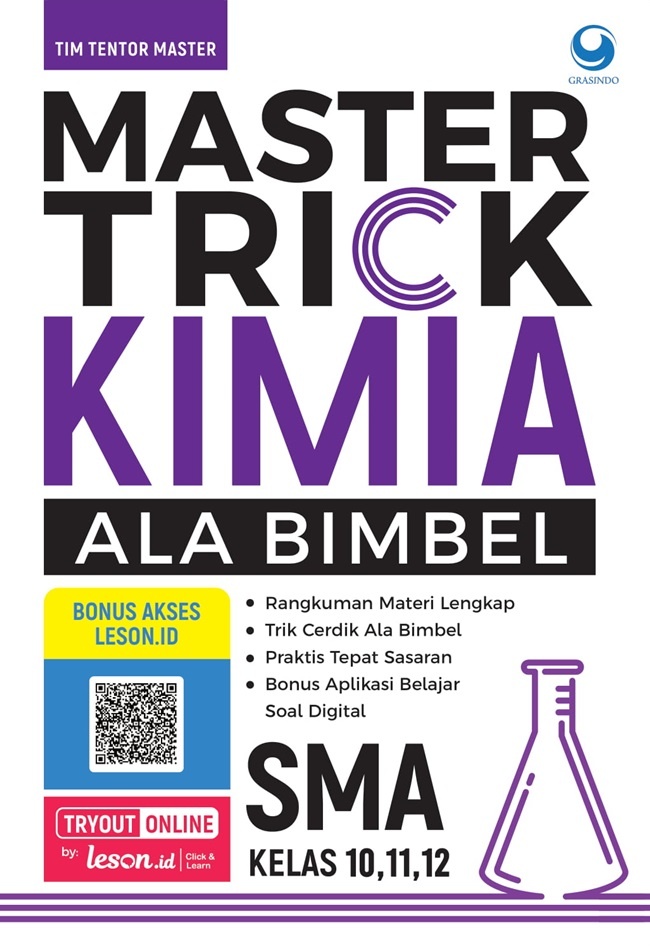 TIM TENTOR MASTER
GRASINDO
MASTER
TRICK
KIMIA
ALA BIMBEL
BONUS AKSES
LESON.ID
• Rangkuman Materi Lengkap
• Trik Cerdik Ala Bimbel
• Praktis Tepat Sasaran
• Bonus Aplikasi Belajar
Soal Digital
SMA
KELAS 10,11,12
TRYOUT ONLINE
by: leson.id Click &
Learn